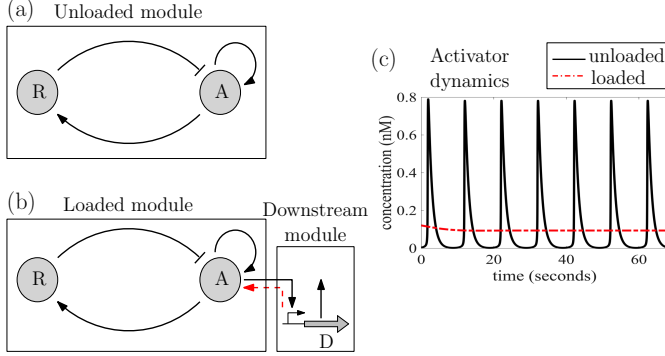 (a)
Unloaded module
R
A
(b)
Loaded module
R
A
Downstream
module
D
(c)
Activator
dynamics
unloaded
loaded
0.8
0.6
0.4
0.2
0
concentration (nM)
0 20 40 60
time (seconds)